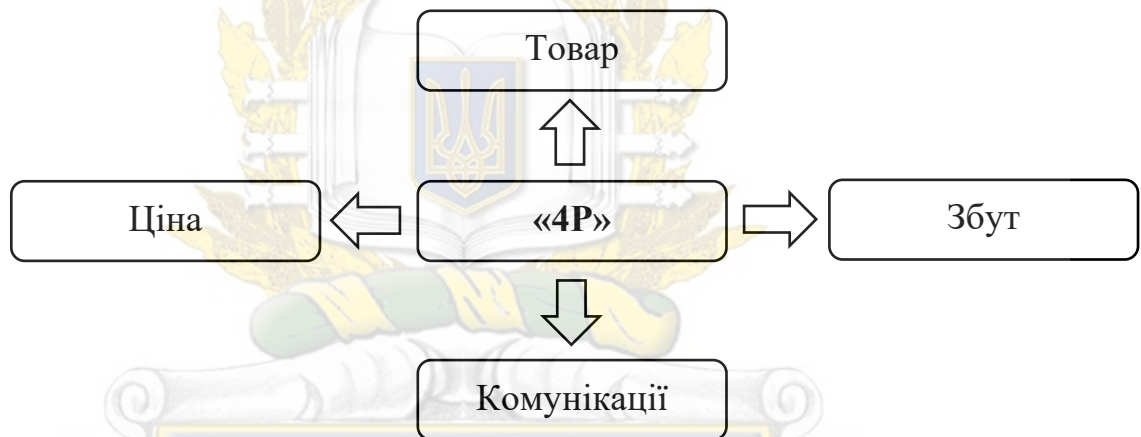 Товар
Ціна
«4P»
Збут
Комунікації